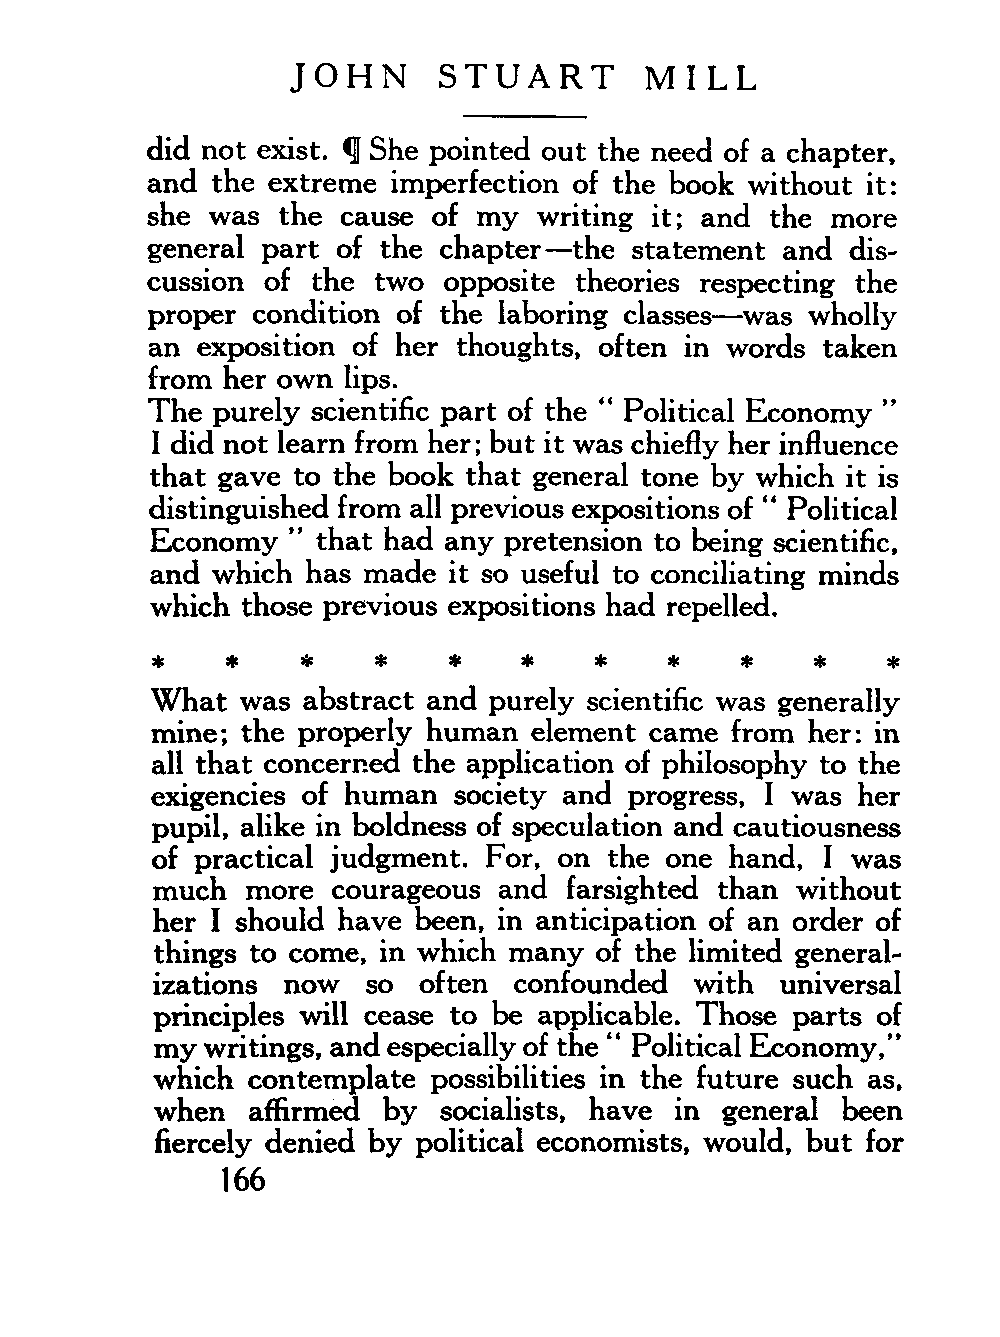 JOHN STUART MILL
did not exist. ¶ She pointed out the need of a chapter,
and the extreme imperfection of the book without it:
she was the cause of my writing it; and the more
general part of the chapter—the statement and dis-
cussion of the two opposite theories respecting the
proper condition of the laboring classes—was wholly
an exposition of her thoughts, often in words taken
from her own lips.
The purely scientific part of the “ Political Economy ”
I did not learn from her; but it was chiefly her influence
that gave to the book that general tone by which it is
distinguished from all previous expositions of “ Political
Economy ” that had any pretension to being scientific,
and which has made it so useful to conciliating minds
which those previous expositions had repelled.
* * * * * * * * * * *
What was abstract and purely scientific was generally
mine; the properly human element came from her: in
all that concerned the application of philosophy to the
exigencies of human society and progress, I was her
pupil, alike in boldness of speculation and cautiousness
of practical judgment. For, on the one hand, I was
much more courageous and farsighted than without
her I should have been, in anticipation of an order of
things to come, in which many of the limited general-
izations now so often confounded with universal
principles will cease to be applicable. Those parts of
my writings, and especially of the “ Political Economy,”
which contemplate possibilities in the future such as,
when affirmed by socialists, have in general been
fiercely denied by political economists, would, but for
166